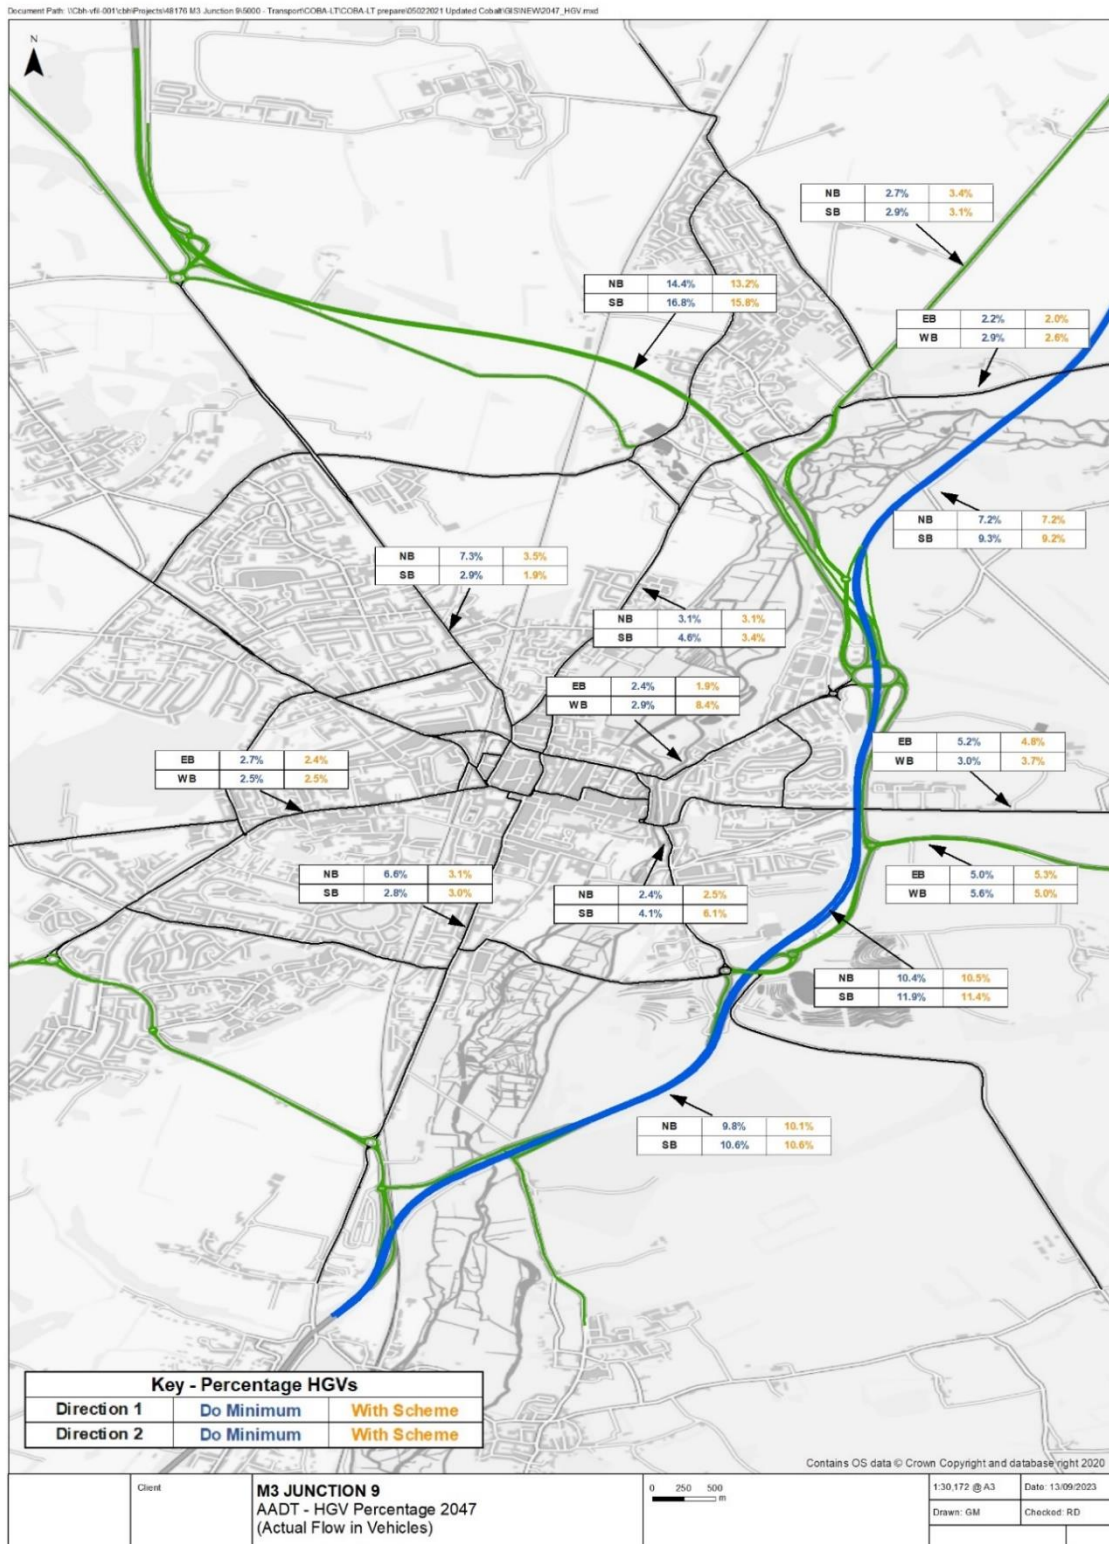 Document Path: \\Cbh-vfil-001\cbh\Projects\48176 M3 Junction 9\5000 - Transport\COBA-LT\COBA-LT prepare\05022021 Updated Cobalt\GIS\NEW\2047_HGV.mxd
N
NB 2.7% 3.4%
SB 2.9% 3.1%
NB 14.4% 13.2%
SB 16.8% 15.8%
EB 2.2% 2.0%
WB 2.9% 2.6%
NB 7.2% 7.2%
SB 9.3% 9.2%
NB 7.3% 3.5%
SB 2.9% 1.9%
NB 3.1% 3.1%
SB 4.6% 3.4%
EB 2.4% 1.9%
WB 2.9% 8.4%
EB 5.2% 4.8%
WB 3.0% 3.7%
EB 2.7% 2.4%
WB 2.5% 2.5%
NB 6.6% 3.1%
SB 2.8% 3.0%
NB 2.4% 2.5%
SB 4.1% 6.1%
EB 5.0% 5.3%
WB 5.6% 5.0%
NB 10.4% 10.5%
SB 11.9% 11.4%
NB 9.8% 10.1%
SB 10.6% 10.6%
Key - Percentage HGVs
Direction 1 Do Minimum With Scheme
Direction 2 Do Minimum With Scheme
Contains OS data © Crown Copyright and database right 2020
Client
M3 JUNCTION 9
AADT - HGV Percentage 2047
(Actual Flow in Vehicles)
0 250 500
m
1:30,172 @ A3 Date: 13/09/2023
Drawn: GM Checked: RD